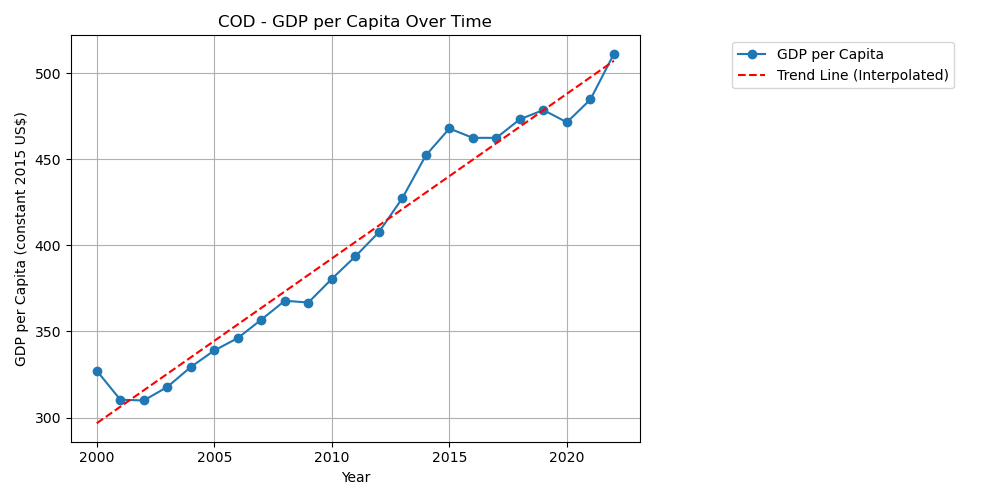 COD - GDP per Capita Over Time
GDP per Capita (constant 2015 US$)
500
450
400
350
300
2000 2005 2010 2015 2020
Year
GDP per Capita
Trend Line (Interpolated)